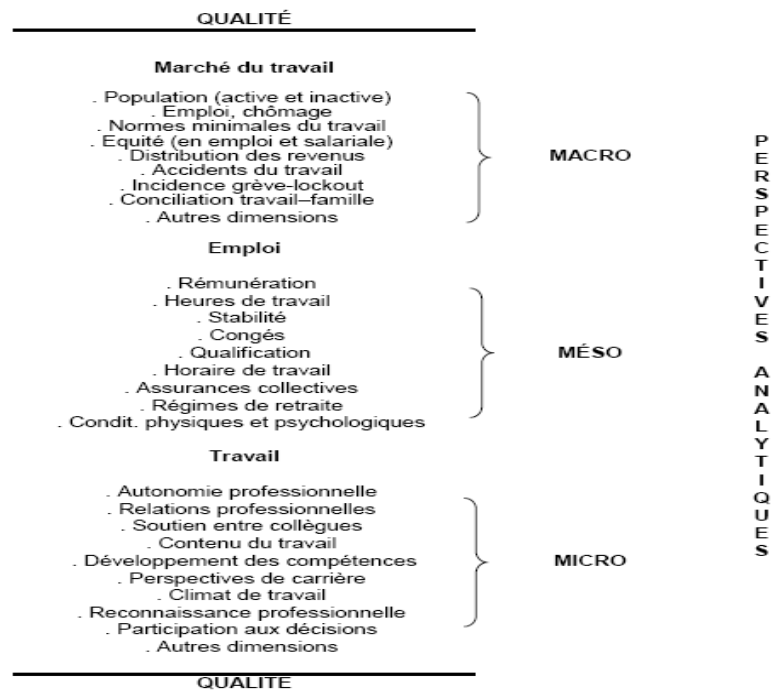 QUALITÉ
Marché du travail
. Population (active et inactive)
. Emploi, chômage
. Normes minimales du travail
. Equité (en emploi et salariale)
. Distribution des revenus
. Accidents du travail
. Incidence grève-lockout
. Conciliation travail–famille
. Autres dimensions
MACRO
Emploi
. Rémunération
. Heures de travail
. Stabilité
. Congés
. Qualification
. Horaire de travail
. Assurances collectives
. Régimes de retraite
. Condit. physiques et psychologiques
MÉSO
Travail
. Autonomie professionnelle
. Relations professionnelles
. Soutien entre collègues
. Contenu du travail
. Développement des compétences
. Perspectives de carrière
. Climat de travail
. Reconnaissance professionnelle
. Participation aux décisions
. Autres dimensions
MICRO
QUALITE
PERSPECTIVES ANALYTIQUES